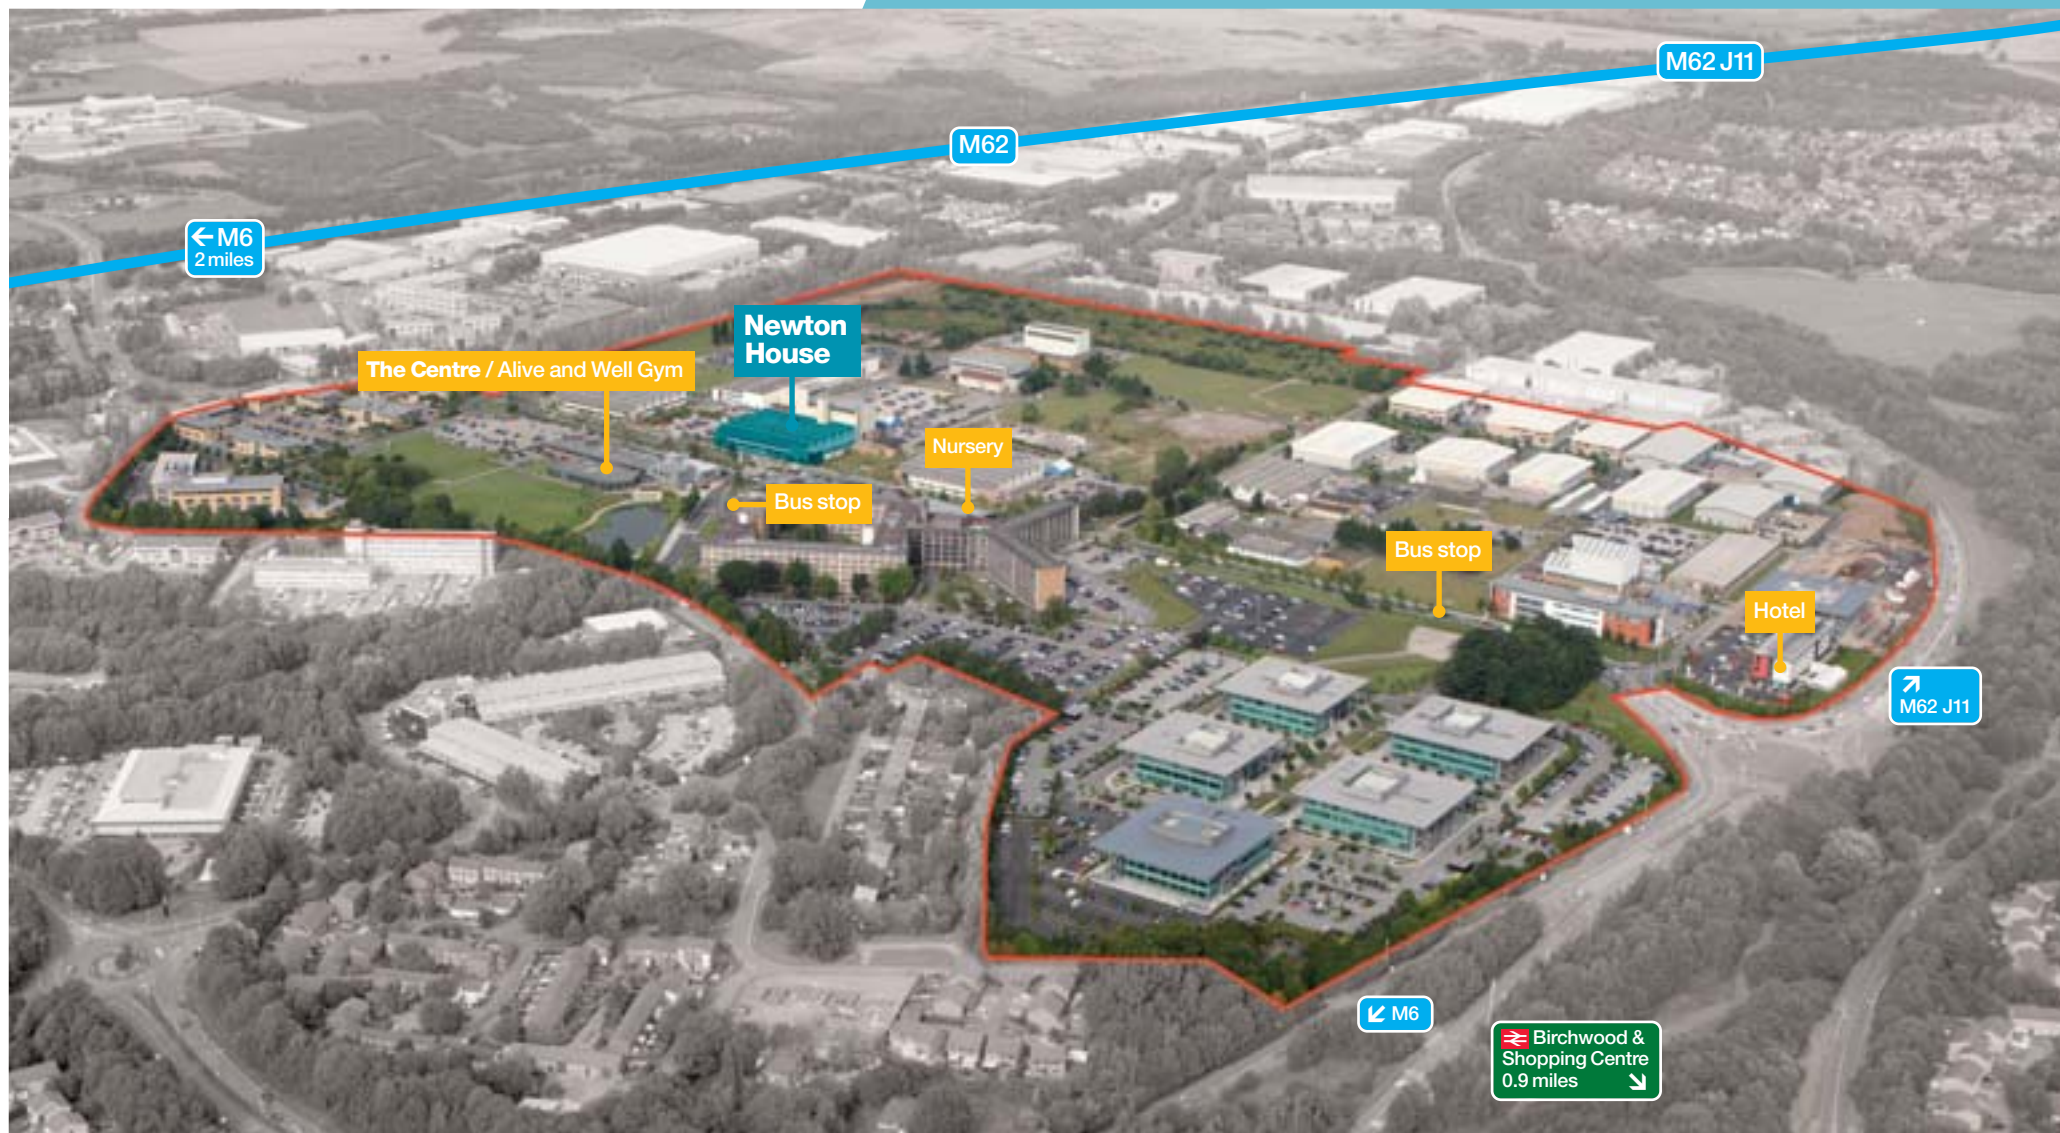 M62 J11
M62
← M6
2 miles
Newton
House
The Centre / Alive and Well Gym
Nursery
Bus stop
Bus stop
Hotel
↗
M62 J11
↙ M6
Birchwood &
Shopping Centre
0.9 miles ↘